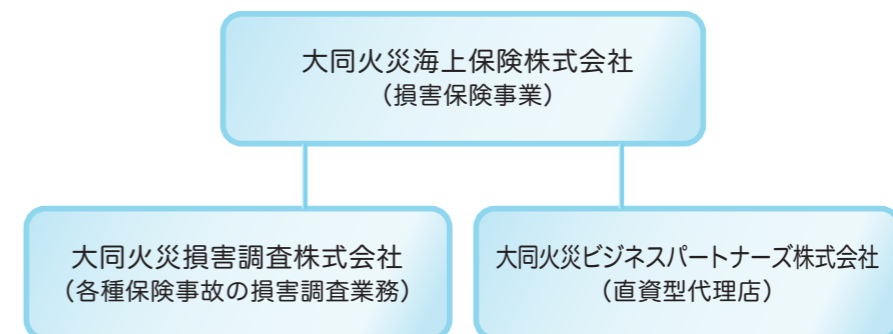 大同火災海上保険株式会社
（損害保険事業）
大同火災損害調査株式会社
（各種保険事故の損害調査業務）
大同火災ビジネスパートナーズ株式会社
（直資型代理店）